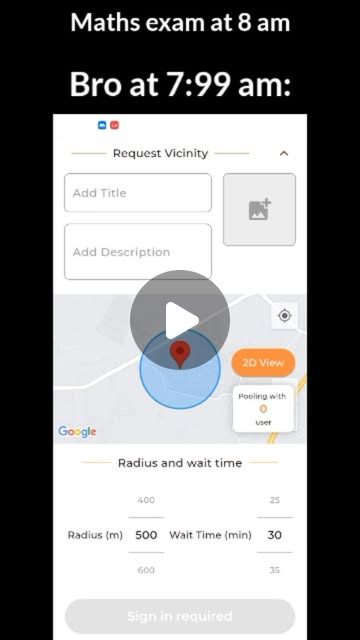 Maths exam at 8 am
Bro at 7:99 am:
Request Vicinity
Add Title
Add Description
2D View
Pooling with
0
user
Google
Radius and wait time
400 25
Radius (m) 500 Wait Time (min) 30
600 35
Sign in required